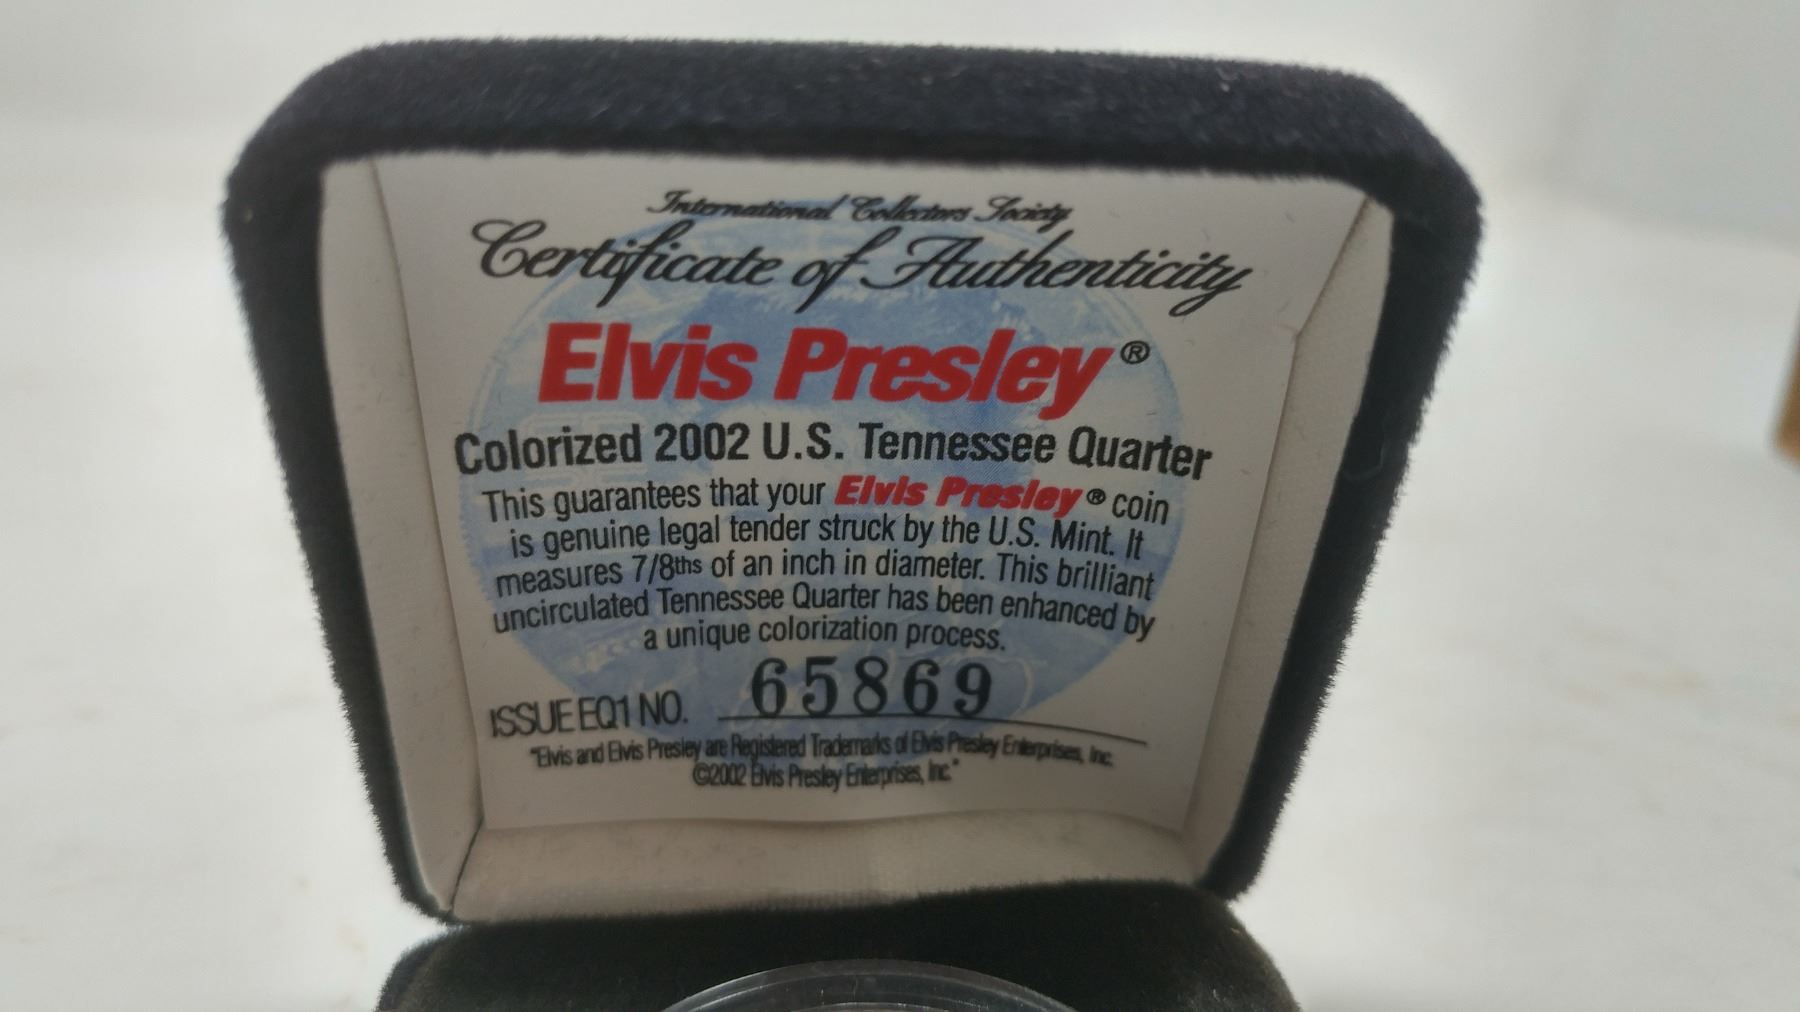 International Collectors Society
Certificate of Authenticity
Elvis Presley®
Colorized 2002 U.S. Tennessee Quarter
This guarantees that your Elvis Presley® coin
is genuine legal tender struck by the U.S. Mint. It
measures 7/8ths of an inch in diameter. This brilliant
uncirculated Tennessee Quarter has been enhanced by
a unique colorization process.
ISSUE EQ1 NO. 65869
"Elvis and Elvis Presley are Registered Trademarks of Elvis Presley Enterprises, Inc.
©2002 Elvis Presley Enterprises, Inc."